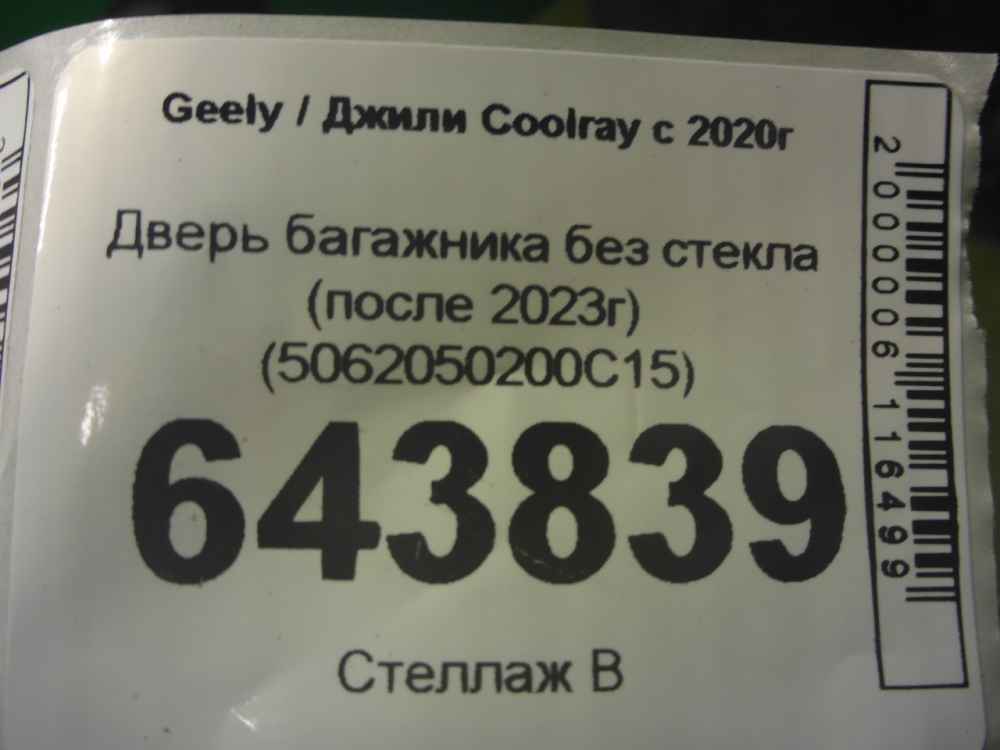 Geely / Джили Coolray с 2020г
Дверь багажника без стекла
(после 2023г)
(5062050200C15)
643839
Стеллаж В
2000006116499